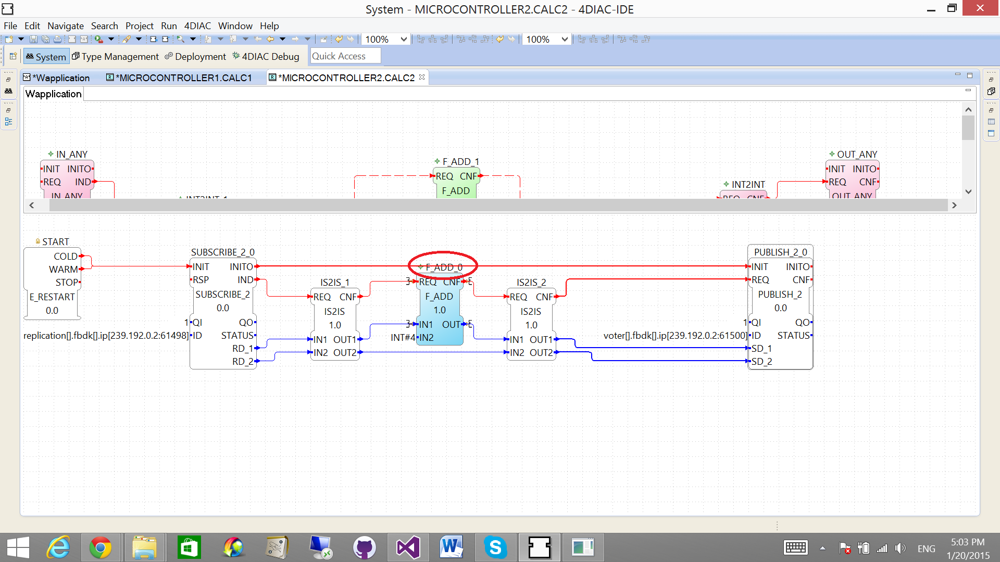 System - MICROCONTROLLER2.CALC2 - 4DIAC-IDE
File Edit Navigate Search Project Run 4DIAC Window Help
100% 100%
System Type Management Deployment 4DIAC Debug Quick Access
*Wapplication *MICROCONTROLLER1.CALC1 *MICROCONTROLLER2.CALC2
Wapplication
IN_ANY
INIT INITO
REQ IND
IN_ANY
INT2INT_1
F_ADD_1
REQ CNF
F_ADD
INT2INT
REQ CNF
OUT_ANY
INIT INITO
REQ CNF
OUT_ANY
START
COLD
WARM
STOP
E_RESTART
0.0
SUBSCRIBE_2_0
INIT INITO
RSP IND
SUBSCRIBE_2
0.0
1 QI QO
replication[].fbdk[].ip[239.192.0.2:61498] ID STATUS
RD_1
RD_2
IS2IS_1
REQ CNF
IS2IS
1.0
IN1 OUT1
IN2 OUT2
F_ADD_0
REQ CNF
F_ADD
1.0
IN1 OUT
INT#4 IN2
IS2IS_2
REQ CNF
IS2IS
1.0
IN1 OUT1
IN2 OUT2
PUBLISH_2_0
INIT INITO
REQ CNF
PUBLISH_2
0.0
1 QI QO
voter[].fbdk[].ip[239.192.0.2:61500] ID STATUS
SD_1
SD_2
ENG
5:03 PM
1/20/2015